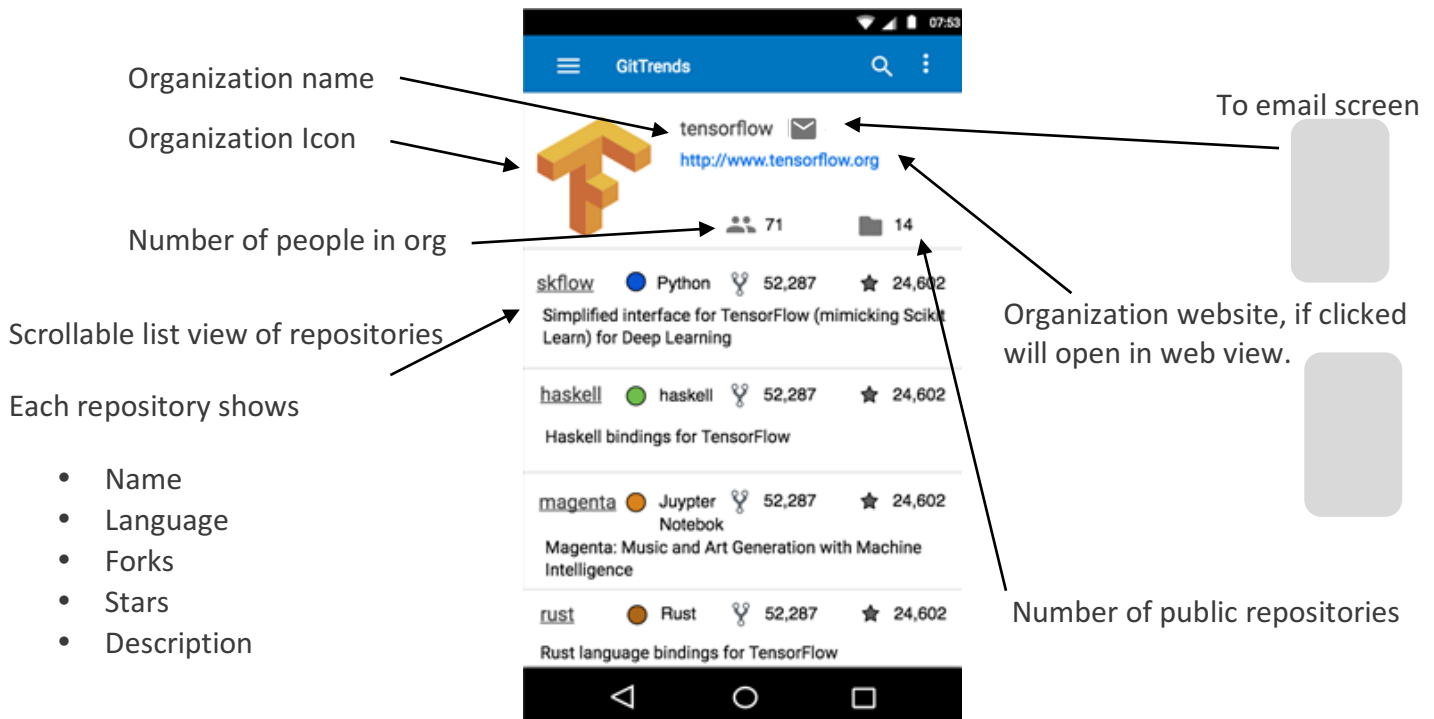 Organization name
Organization Icon
Number of people in org
Scrollable list view of repositories
Each repository shows
• Name
• Language
• Forks
• Stars
• Description
07:53
GitTrends
tensorflow
http://www.tensorflow.org
71 14
skflow Python 52,287 24,602
Simplified interface for TensorFlow (mimicking Scikit
Learn) for Deep Learning
haskell haskell 52,287 24,602
Haskell bindings for TensorFlow
magenta Juypter 52,287 24,602
Notebok
Magenta: Music and Art Generation with Machine
Intelligence
rust Rust 52,287 24,602
Rust language bindings for TensorFlow
To email screen
Organization website, if clicked
will open in web view.
Number of public repositories